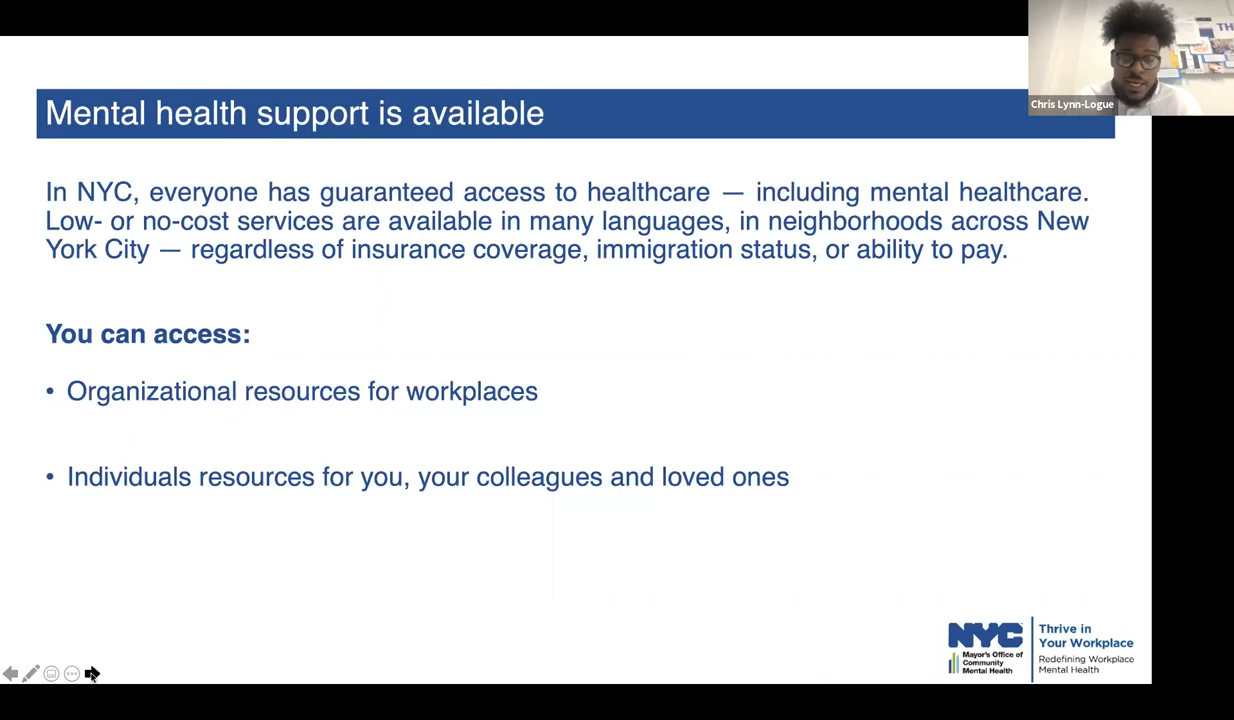 TH
Chris Lynn-Logue
Mental health support is available
In NYC, everyone has guaranteed access to healthcare — including mental healthcare.
Low- or no-cost services are available in many languages, in neighborhoods across New
York City — regardless of insurance coverage, immigration status, or ability to pay.
You can access:
• Organizational resources for workplaces
• Individuals resources for you, your colleagues and loved ones
NYC
Mayor's Office of
Community
Mental Health
Thrive in
Your Workplace
Redefining Workplace
Mental Health